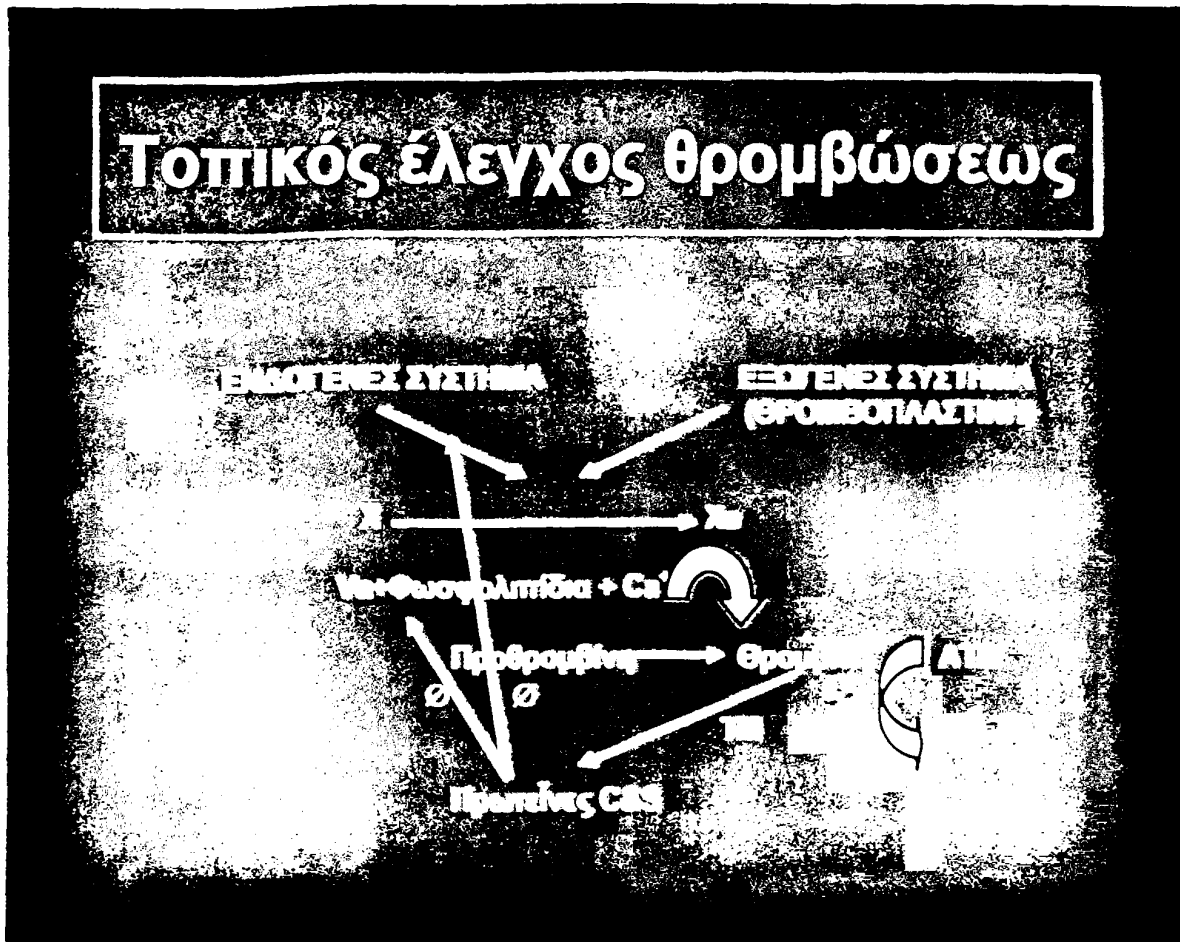 Τοπικός έλεγχος θρομβώσεως
ΕΝΔΟΓΕΝΕΣ ΣΥΣΤΗΜΑ
ΕΞΩΓΕΝΕΣ ΣΥΣΤΗΜΑ
(ΘΡΟΜΒΟΠΛΑΣΤΙΝΗ)
X Xa
Va+Φωσφολιπίδια + Ca
Προθρομβίνη
Ø Ø
Πρωτεΐνες C&S